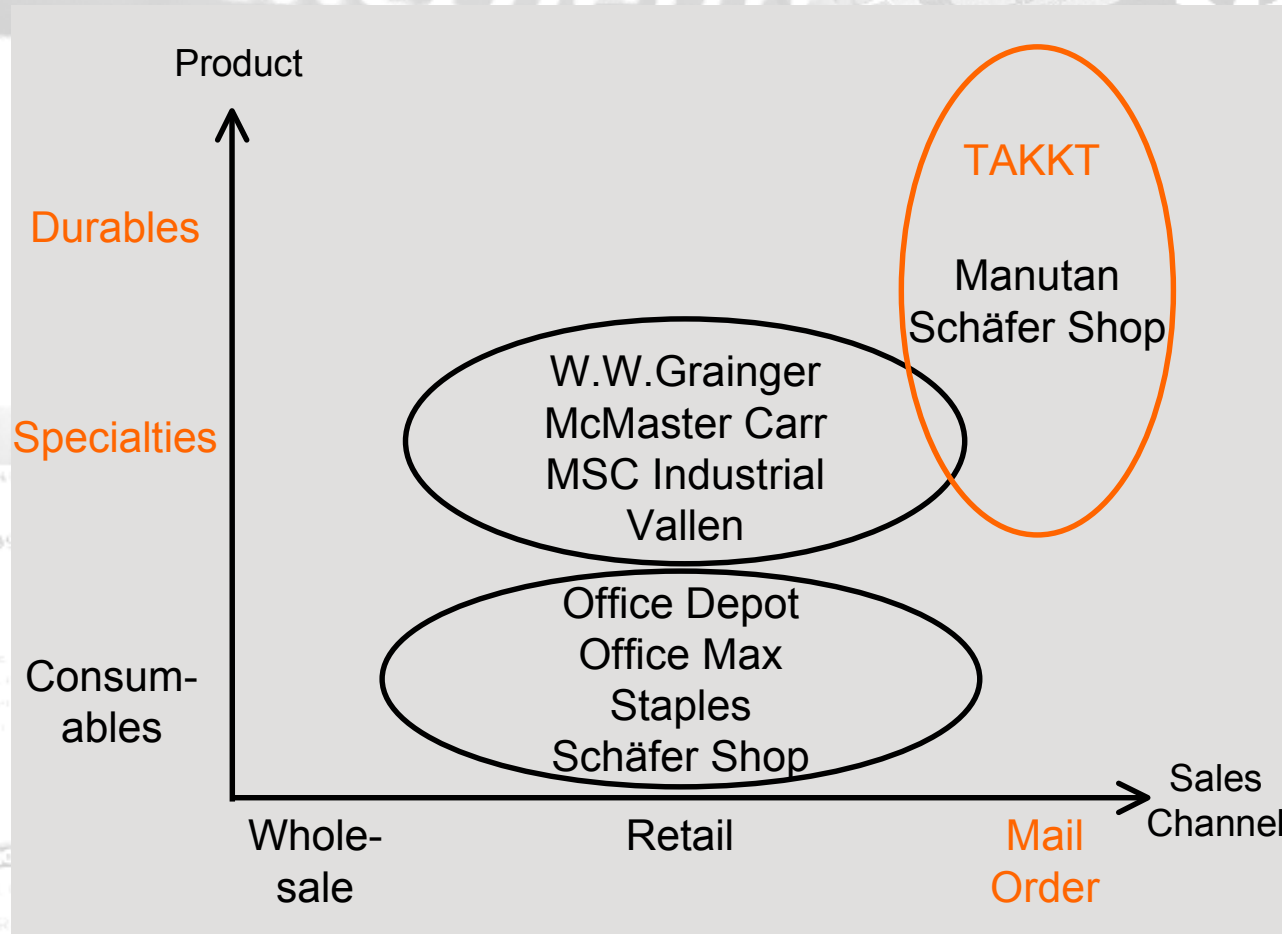 Product
TAKKT
Durables
Manutan
Schäfer Shop
W.W.Grainger
McMaster Carr
MSC Industrial
Vallen
Specialties
Office Depot
Office Max
Staples
Schäfer Shop
Consum-
ables
Sales
Channel
Whole-
sale
Retail
Mail
Order